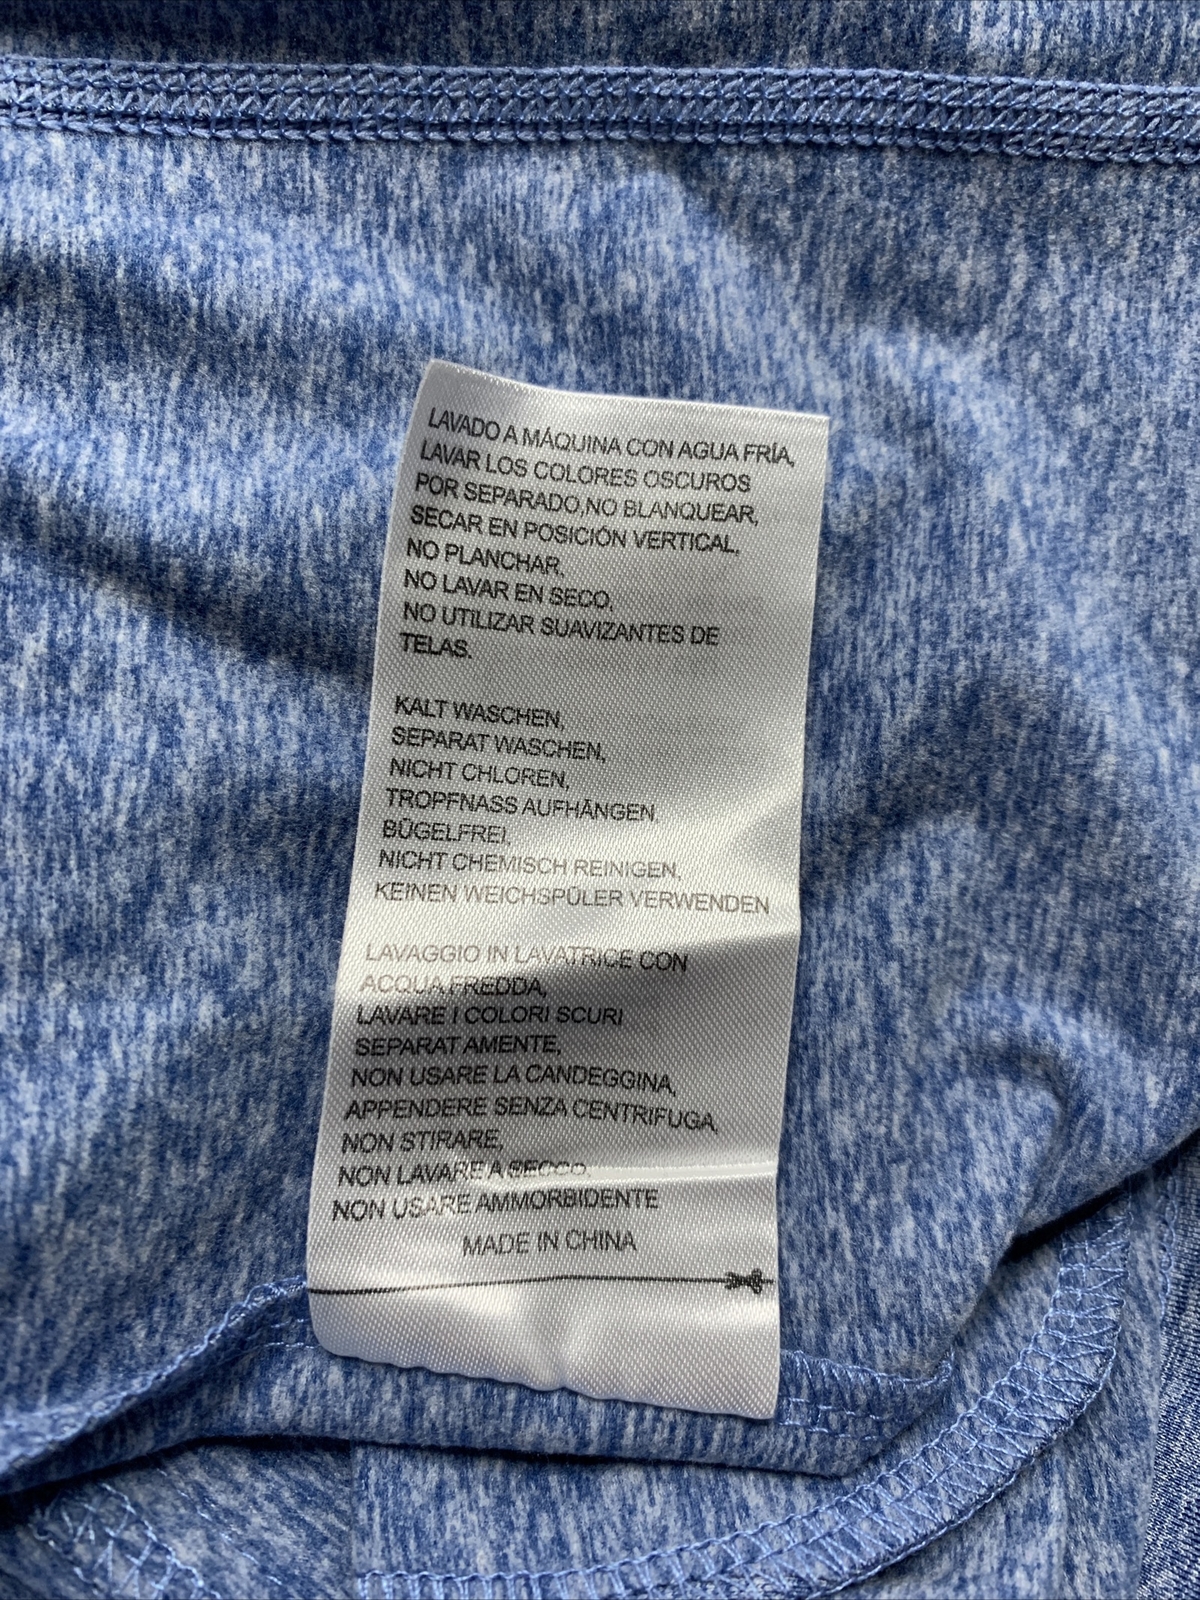 LAVADO A MÁQUINA CON AGUA FRÍA,
LAVAR LOS COLORES OSCUROS
POR SEPARADO,NO BLANQUEAR,
SECAR EN POSICIÓN VERTICAL,
NO PLANCHAR,
NO LAVAR EN SECO,
NO UTILIZAR SUAVIZANTES DE
TELAS.
KALT WASCHEN,
SEPARAT WASCHEN,
NICHT CHLOREN,
TROPFNASS AUFHÄNGEN,
BÜGELFREI,
NICHT CHEMISCH REINIGEN,
KEINEN WEICHSPÜLER VERWENDEN
LAVAGGIO IN LAVATRICE CON
ACQUA FREDDA,
LAVARE I COLORI SCURI
SEPARAT AMENTE,
NON USARE LA CANDEGGINA,
APPENDERE SENZA CENTRIFUGA,
NON STIRARE,
NON LAVARE A SECCO.
NON USARE AMMORBIDENTE
MADE IN CHINA